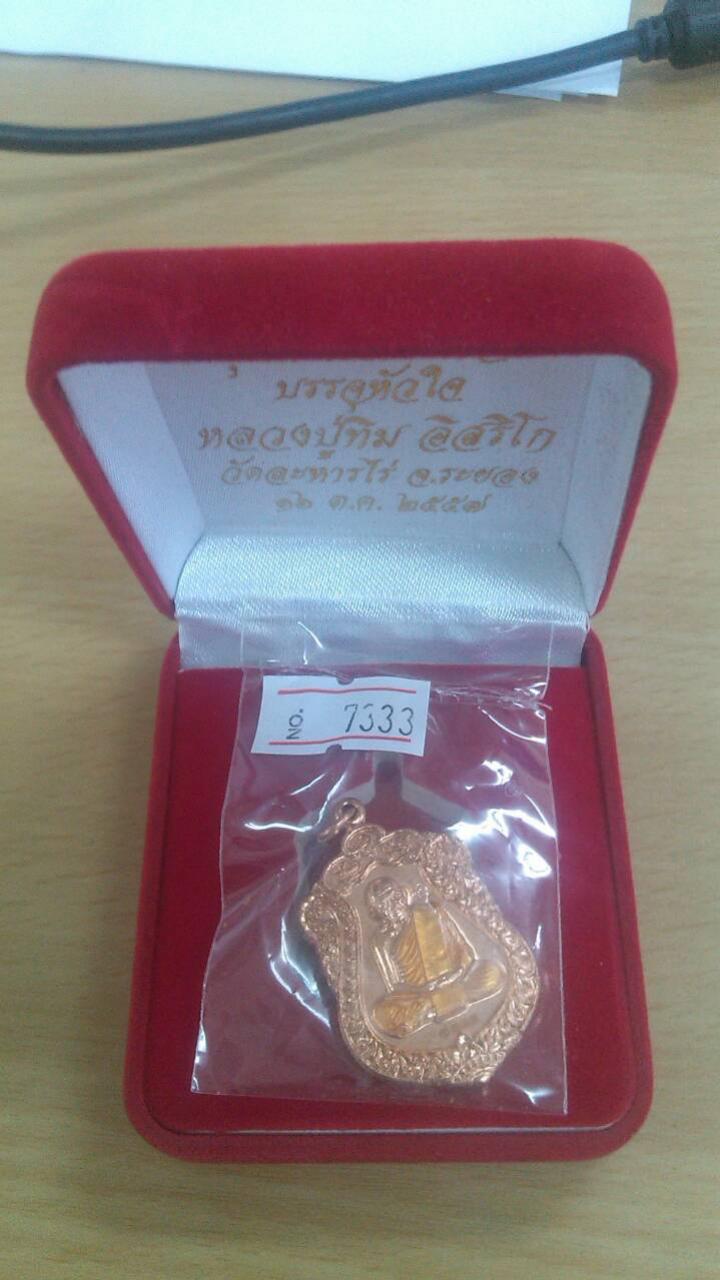 บรรจุหัวใจ
หลวงปู่ทิม อิสริโก
วัดละหารไร่ จ.ระยอง
๑๖ ต.ค. ๒๕๕๗
NO. 7333